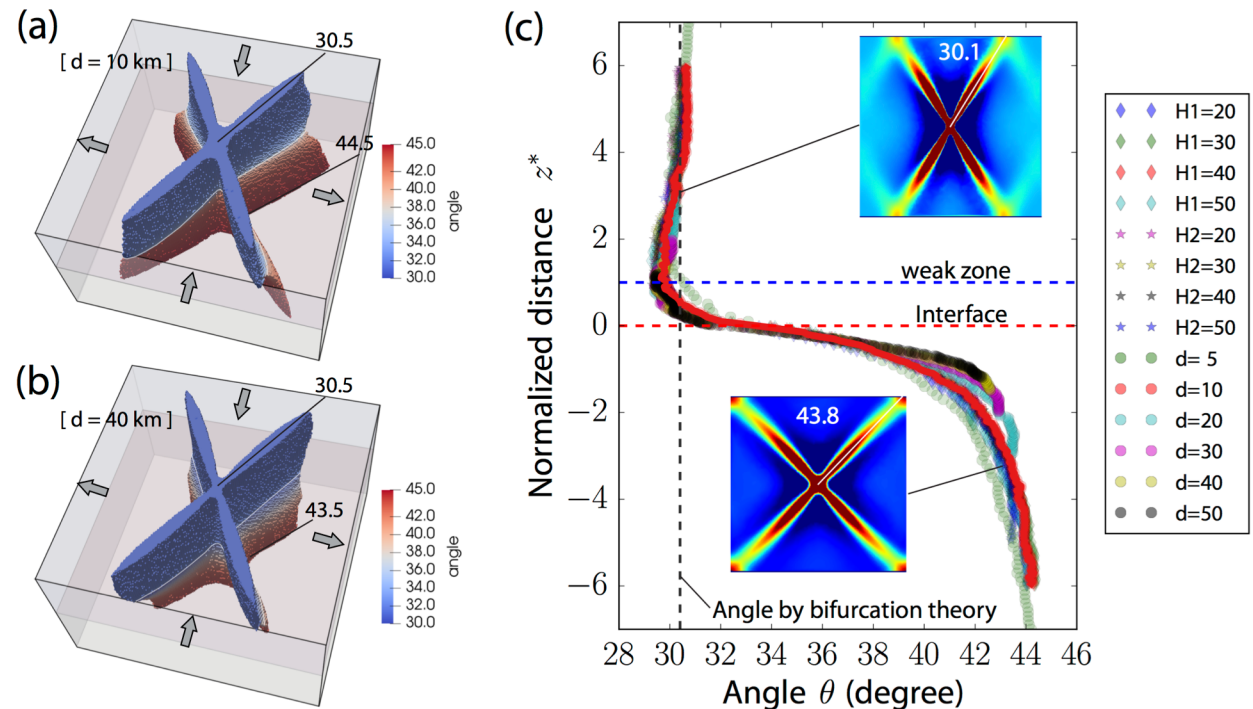 (a)
[ d = 10 km ]
30.5
44.5
45.0
42.0
40.0
38.0
36.0
34.0
32.0
30.0
angle
(b)
[ d = 40 km ]
30.5
43.5
45.0
42.0
40.0
38.0
36.0
34.0
32.0
30.0
angle
(c)
Normalized distance z*
6
4
2
0
−2
−4
−6
30.1
weak zone
Interface
43.8
Angle by bifurcation theory
28 30 32 34 36 38 40 42 44 46
Angle θ (degree)
H1=20
H1=30
H1=40
H1=50
H2=20
H2=30
H2=40
H2=50
d= 5
d=10
d=20
d=30
d=40
d=50